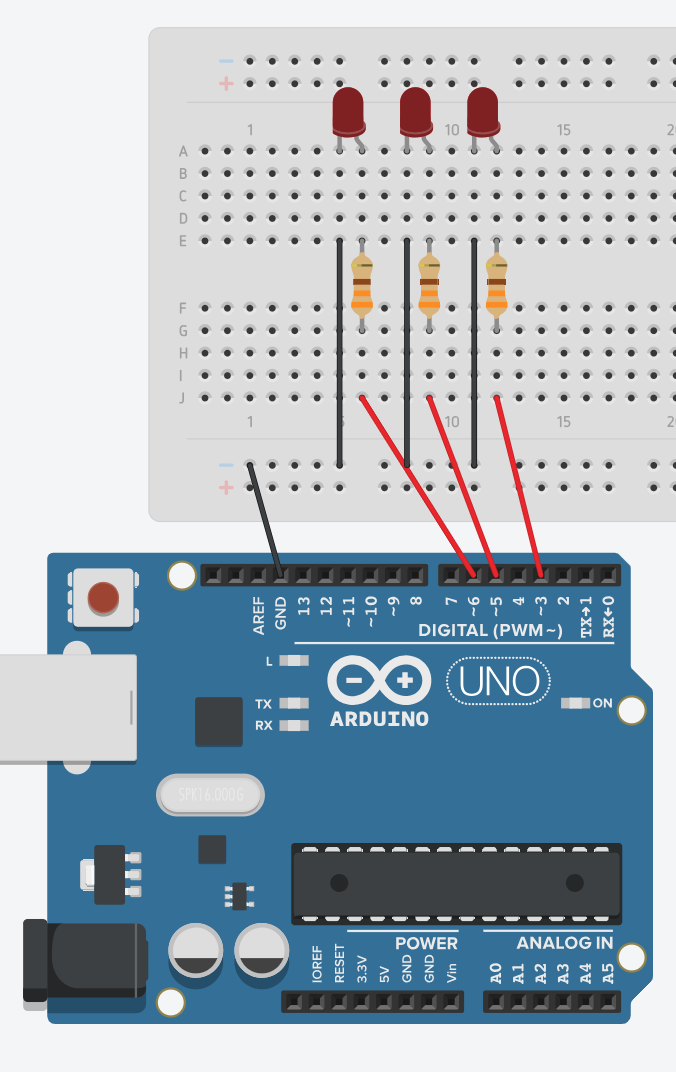 −
+
1 10 15 20
A
B
C
D
E
F
G
H
I
J
1 5 10 15 20
−
+
AREF
GND
13
12
~11
~10
~9
8
7
~6
~5
4
~3
2
TX→1
RX←0
DIGITAL (PWM~)
L
TX
RX
ARDUINO
UNO
ON
SPK16.000G
POWER
ANALOG IN
IOREF
RESET
3.3V
5V
GND
GND
Vin
A0
A1
A2
A3
A4
A5